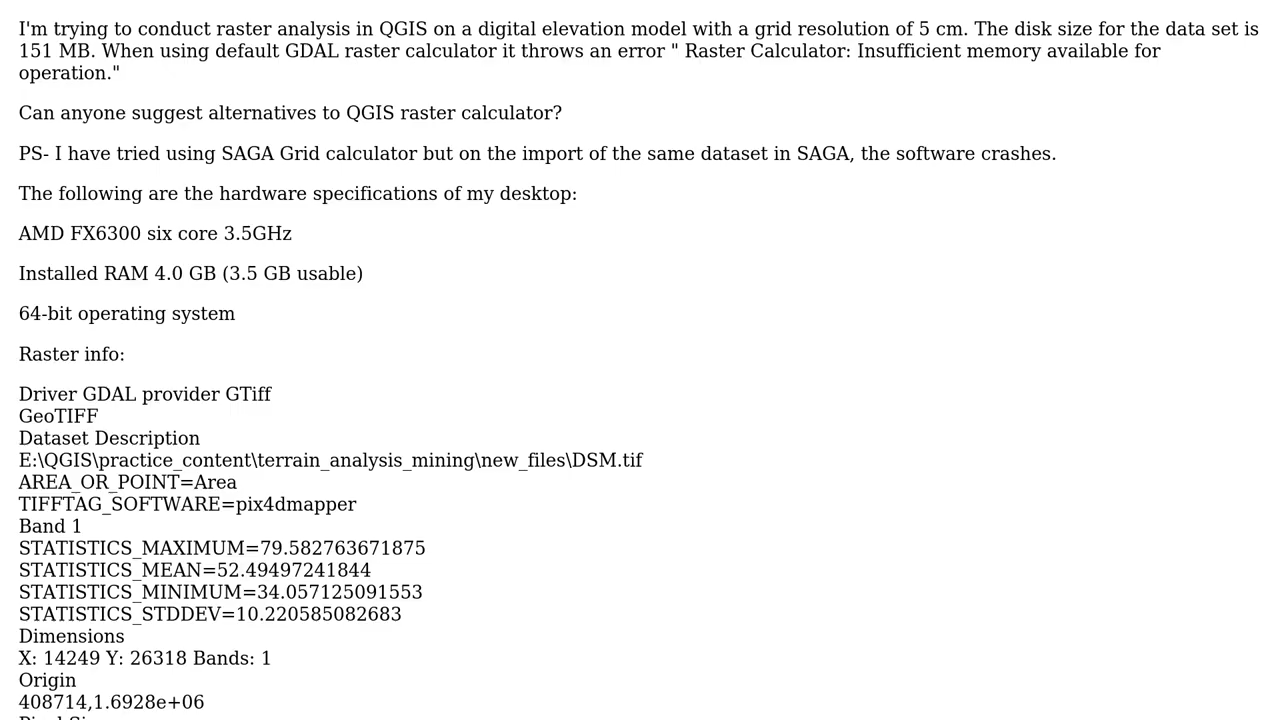 I'm trying to conduct raster analysis in QGIS on a digital elevation model with a grid resolution of 5 cm. The disk size for the data set is
151 MB. When using default GDAL raster calculator it throws an error " Raster Calculator: Insufficient memory available for
operation."
Can anyone suggest alternatives to QGIS raster calculator?
PS- I have tried using SAGA Grid calculator but on the import of the same dataset in SAGA, the software crashes.
The following are the hardware specifications of my desktop:
AMD FX6300 six core 3.5GHz
Installed RAM 4.0 GB (3.5 GB usable)
64-bit operating system
Raster info:
Driver GDAL provider GTiff
GeoTIFF
Dataset Description
E:\QGIS\practice_content\terrain_analysis_mining\new_files\DSM.tif
AREA_OR_POINT=Area
TIFFTAG_SOFTWARE=pix4dmapper
Band 1
STATISTICS_MAXIMUM=79.582763671875
STATISTICS_MEAN=52.49497241844
STATISTICS_MINIMUM=34.057125091553
STATISTICS_STDDEV=10.220585082683
Dimensions
X: 14249 Y: 26318 Bands: 1
Origin
408714,1.6928e+06